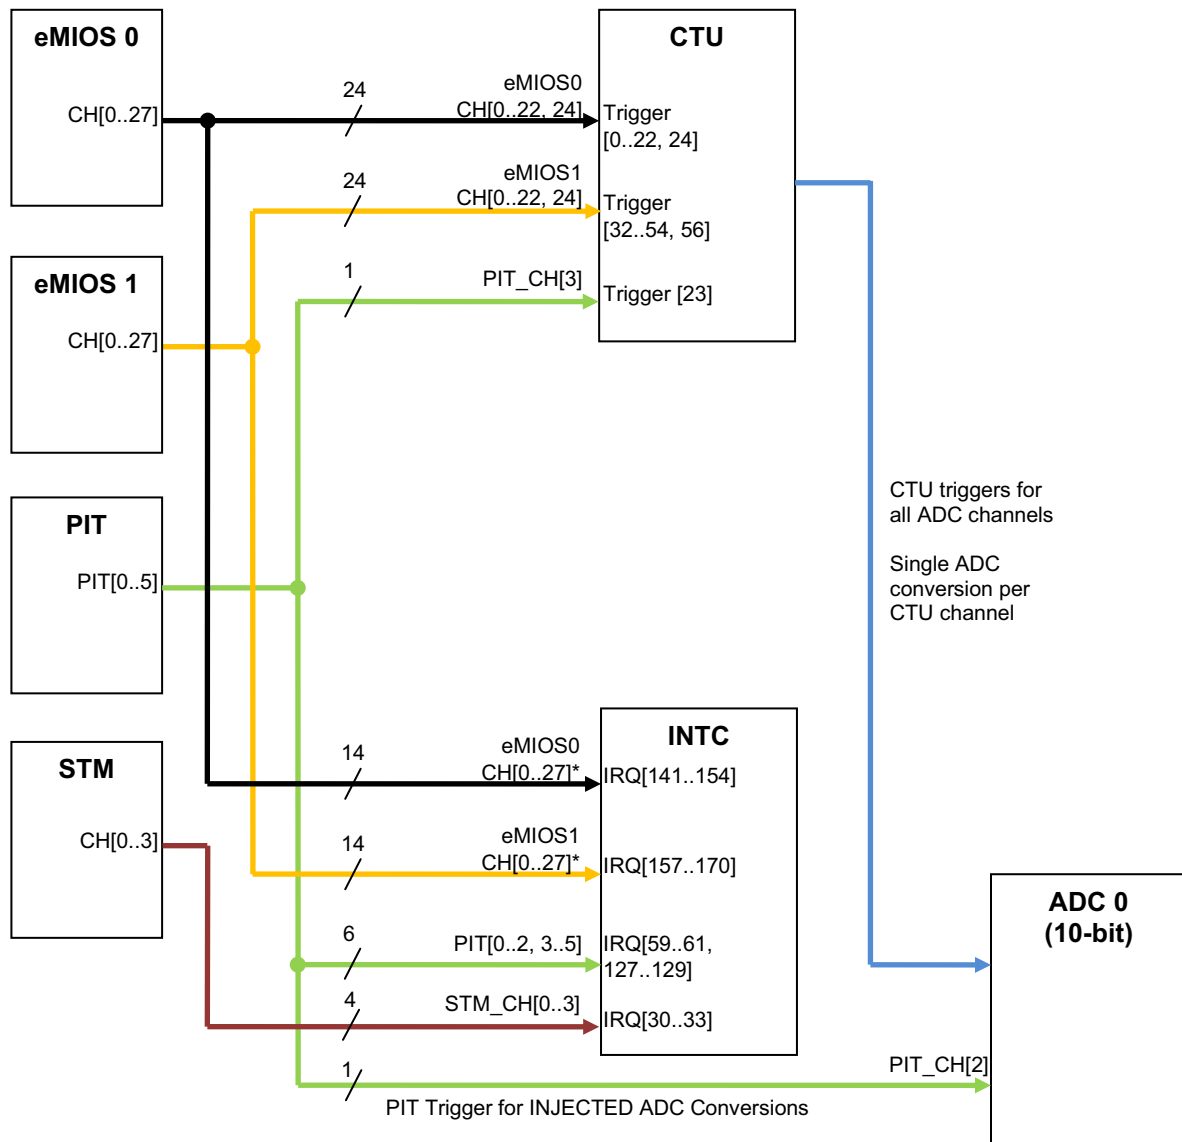 eMIOS 0
CH[0..27]
24
eMIOS0
CH[0..22, 24]
CTU
Trigger
[0..22, 24]
24
eMIOS1
CH[0..22, 24]
Trigger
[32..54, 56]
eMIOS 1
CH[0..27]
1
PIT_CH[3]
Trigger [23]
PIT
PIT[0..5]
CTU triggers for
all ADC channels
Single ADC
conversion per
CTU channel
STM
CH[0..3]
INTC
14
eMIOS0
CH[0..27]*
IRQ[141..154]
14
eMIOS1
CH[0..27]*
IRQ[157..170]
6
PIT[0..2, 3..5]
IRQ[59..61,
127..129]
4
STM_CH[0..3]
IRQ[30..33]
ADC 0
(10-bit)
1
PIT_CH[2]
PIT Trigger for INJECTED ADC Conversions